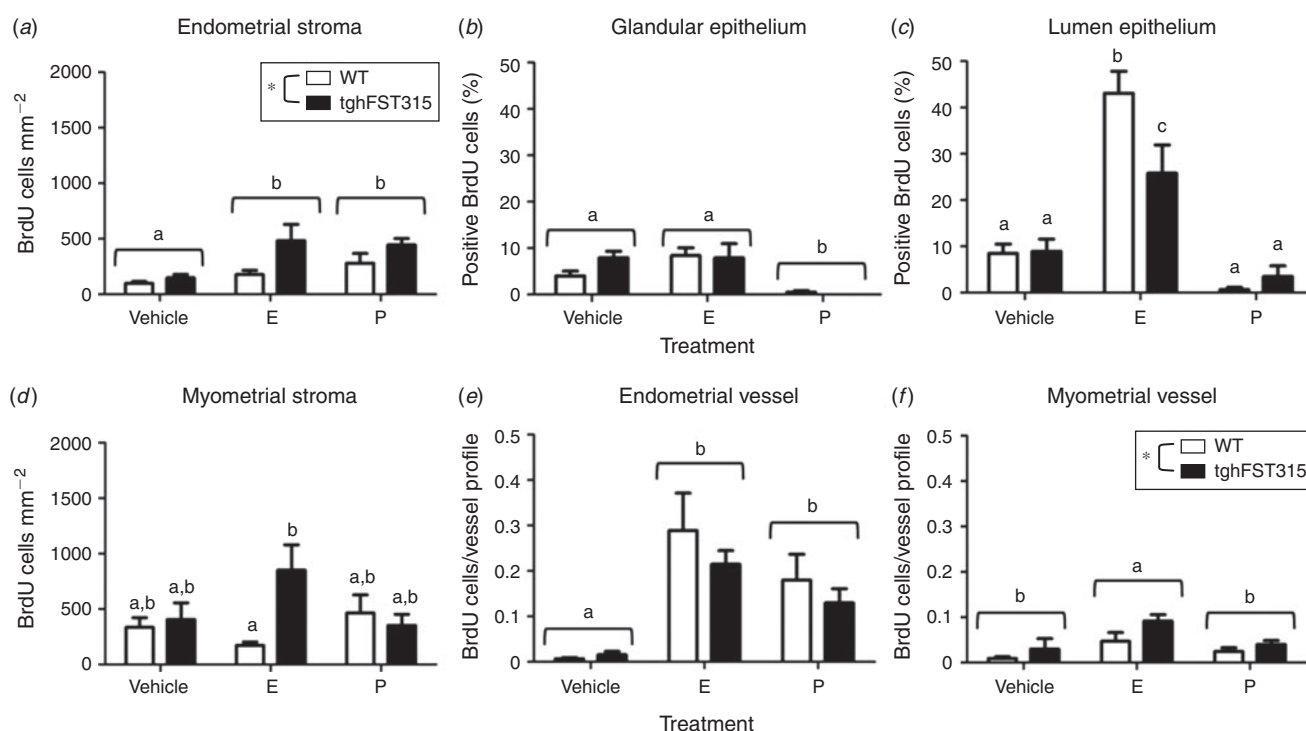 (a) Endometrial stroma
2000
1500
1000
500
0
BrdU cells mm−2
* WT
tghFST315
a
b
b
Vehicle E P
(b) Glandular epithelium
50
40
30
20
10
0
Positive BrdU cells (%)
a
a
b
Vehicle E P
Treatment
(c) Lumen epithelium
50
40
30
20
10
0
Positive BrdU cells (%)
a
a
b
c
a
a
Vehicle E P
(d) Myometrial stroma
2000
1500
1000
500
0
BrdU cells mm−2
a,b
a,b
a
b
a,b
a,b
Vehicle E P
(e) Endometrial vessel
0.5
0.4
0.3
0.2
0.1
0
BrdU cells/vessel profile
a
b
b
Vehicle E P
Treatment
(f) Myometrial vessel
0.5
0.4
0.3
0.2
0.1
0
BrdU cells/vessel profile
* WT
tghFST315
b
a
b
Vehicle E P